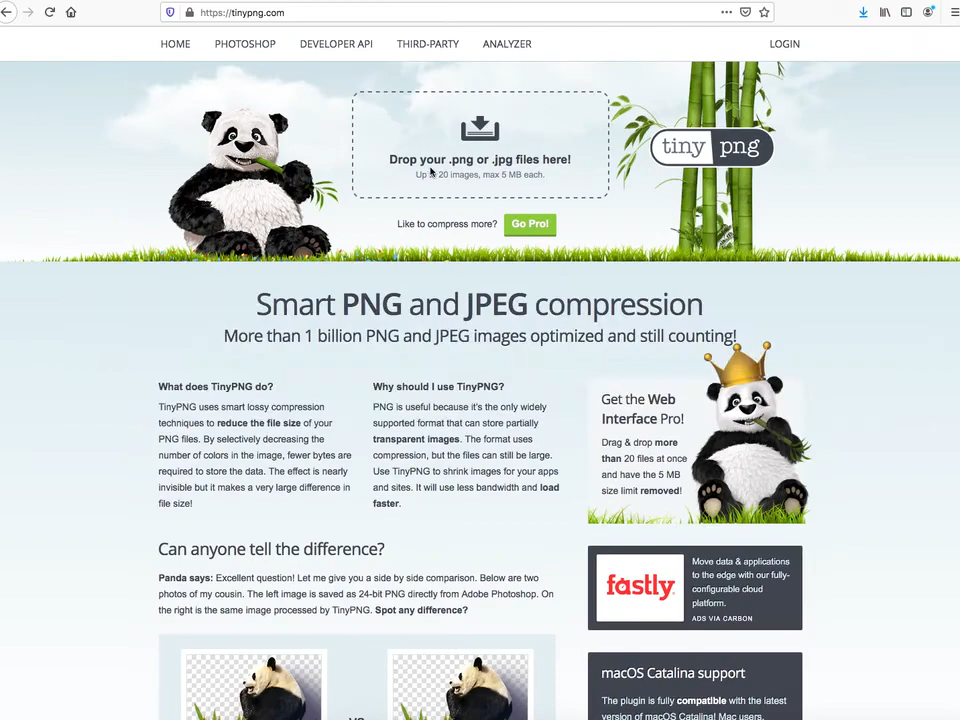 https://tinypng.com
HOME PHOTOSHOP DEVELOPER API THIRD-PARTY ANALYZER LOGIN
Drop your .png or .jpg files here!
Up 20 images, max 5 MB each.
tiny png
Like to compress more? Go Pro!
Smart PNG and JPEG compression
More than 1 billion PNG and JPEG images optimized and still counting!
What does TinyPNG do?
TinyPNG uses smart lossy compression
techniques to reduce the file size of your
PNG files. By selectively decreasing the
number of colors in the image, fewer bytes are
required to store the data. The effect is nearly
invisible but it makes a very large difference in
file size!
Why should I use TinyPNG?
PNG is useful because it's the only widely
supported format that can store partially
transparent images. The format uses
compression, but the files can still be large.
Use TinyPNG to shrink images for your apps
and sites. It will use less bandwidth and load
faster.
Get the Web
Interface Pro!
Drag & drop more
than 20 files at once
and have the 5 MB
size limit removed!
Can anyone tell the difference?
Panda says: Excellent question! Let me give you a side by side comparison. Below are two
photos of my cousin. The left image is saved as 24-bit PNG directly from Adobe Photoshop. On
the right is the same image processed by TinyPNG. Spot any difference?
fastly
Move data & applications
to the edge with our fully-
configurable cloud
platform.
ADS VIA CARBON
macOS Catalina support
The plugin is fully compatible with the latest
version of macOS Catalina! Mac users,